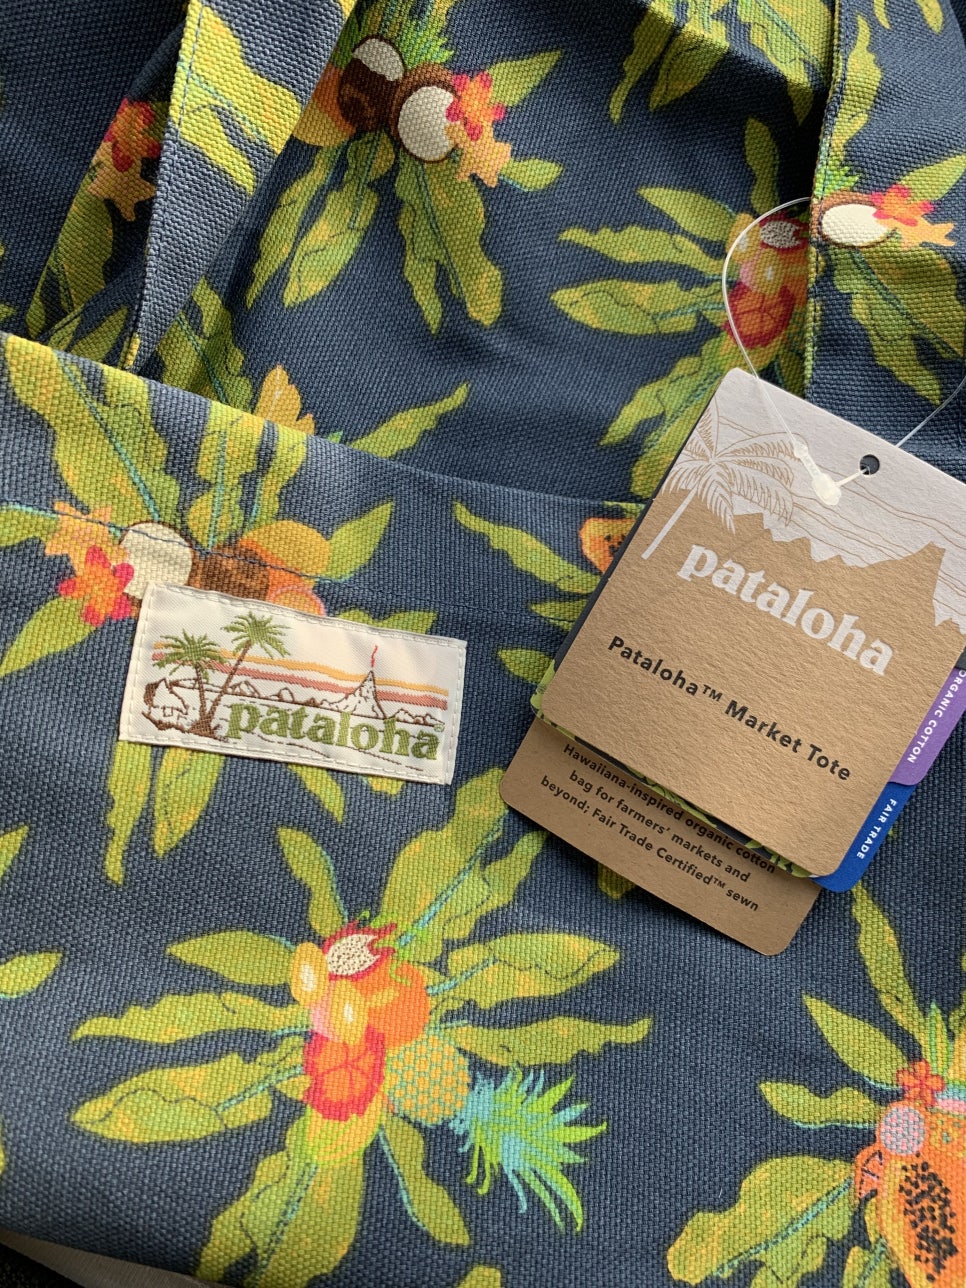 pataloha®
pataloha
Pataloha™ Market Tote
ORGANIC COTTON
FAIR TRADE
Hawaiiana-inspired organic cotton
bag for farmers' markets and
beyond; Fair Trade Certified™ sewn